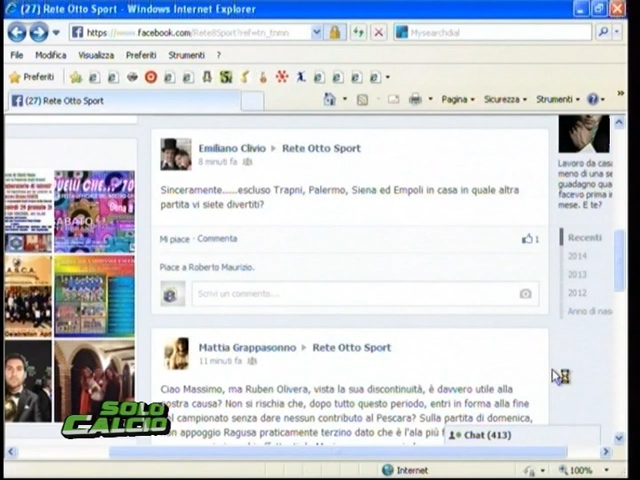 (27) Rete Otto Sport - Windows Internet Explorer
https://www.facebook.com/Rete8Sport?ref=tn_tnmn
Mysearchdial
File Modifica Visualizza Preferiti Strumenti ?
Preferiti
(27) Rete Otto Sport
Pagina Sicurezza Strumenti
Emiliano Clivio Rete Otto Sport
8 minuti fa
Sinceramente......escluso Trapni, Palermo, Siena ed Empoli in casa in quale altra
partita vi siete divertiti?
Mi piace · Commenta
1
Piace a Roberto Maurizio.
Scrivi un commento...
Mattia Grappasonno Rete Otto Sport
11 minuti fa
Ciao Massimo, ma Ruben Olivera, vista la sua discontinuità, è davvero utile alla
nostra causa? Non si rischia che, dopo tutto questo periodo, entri in forma alla fine
del campionato senza dare nessun contributo al Pescara? Sulla partita di domenica,
con appoggio Ragusa praticamente terzino dato che è l'ala più
Lavoro da casa
meno di una se
guadagno qua
facevo prima i
mese. E te?
Recenti
2014
2013
2012
Anno di nas
SOLO
CALCIO
Chat (413)
Internet
100%